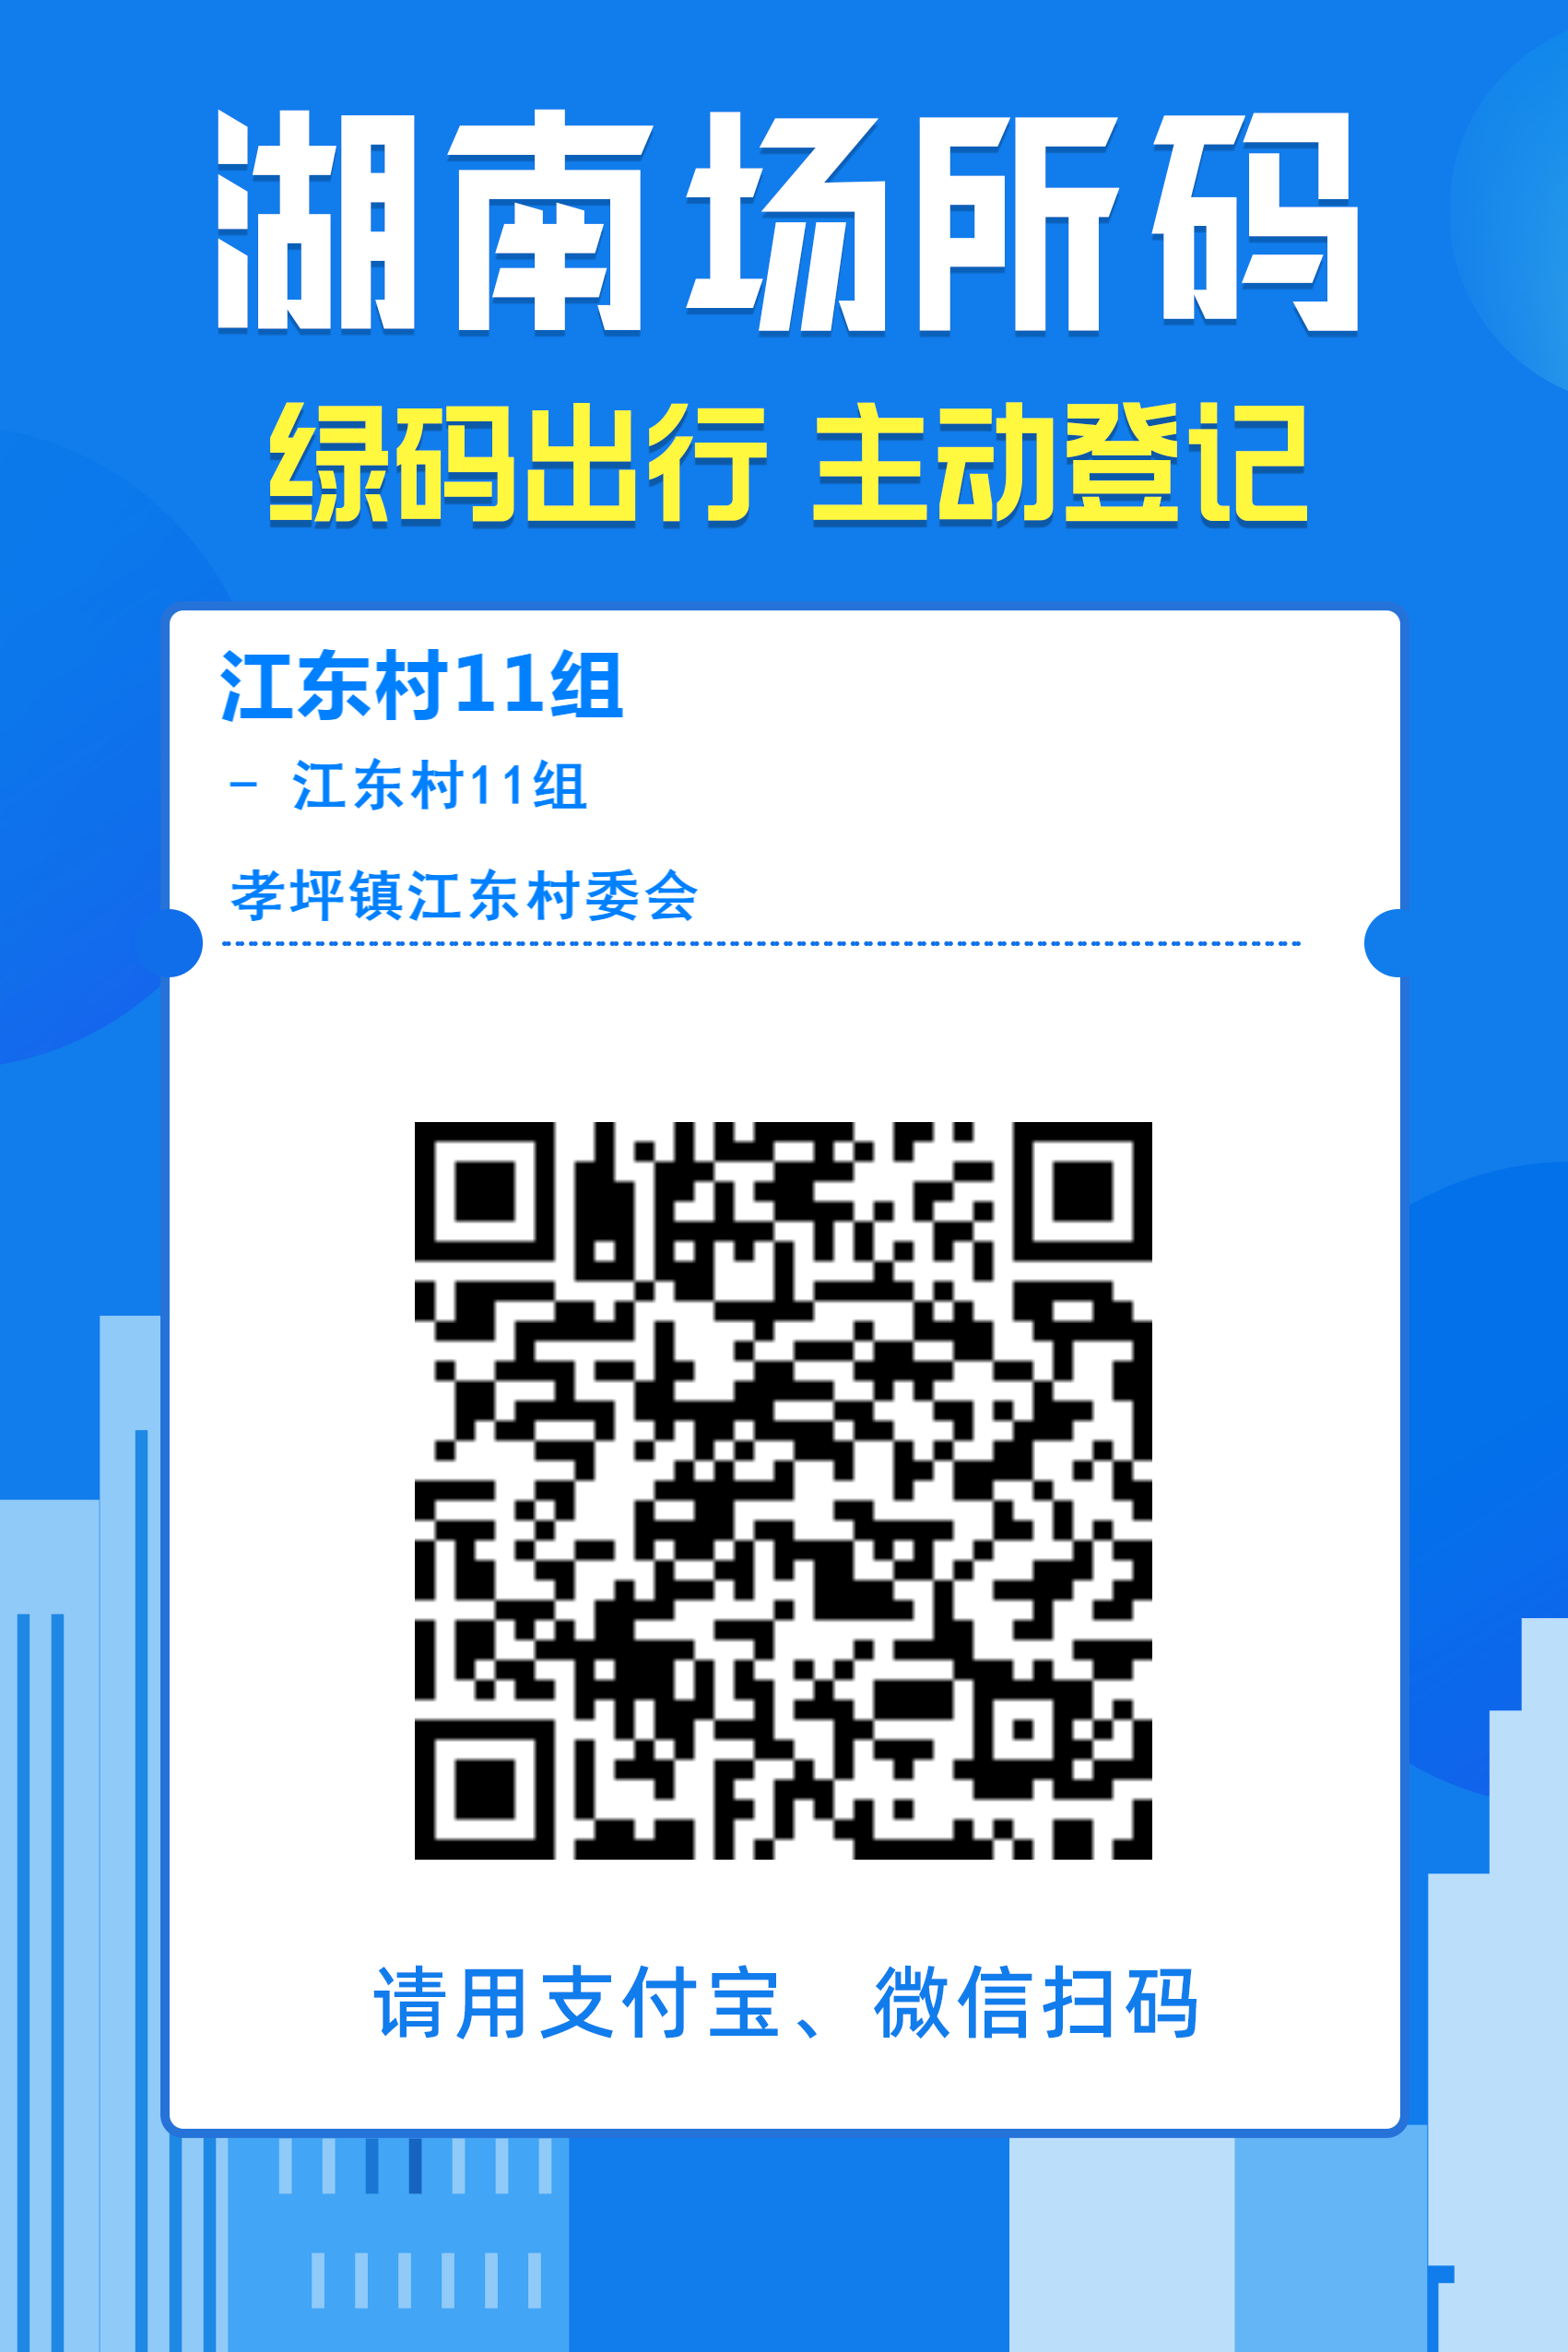 湖南场所码
绿码出行 主动登记
江东村11组
- 江东村11组
孝坪镇江东村委会
请用支付宝、微信扫码